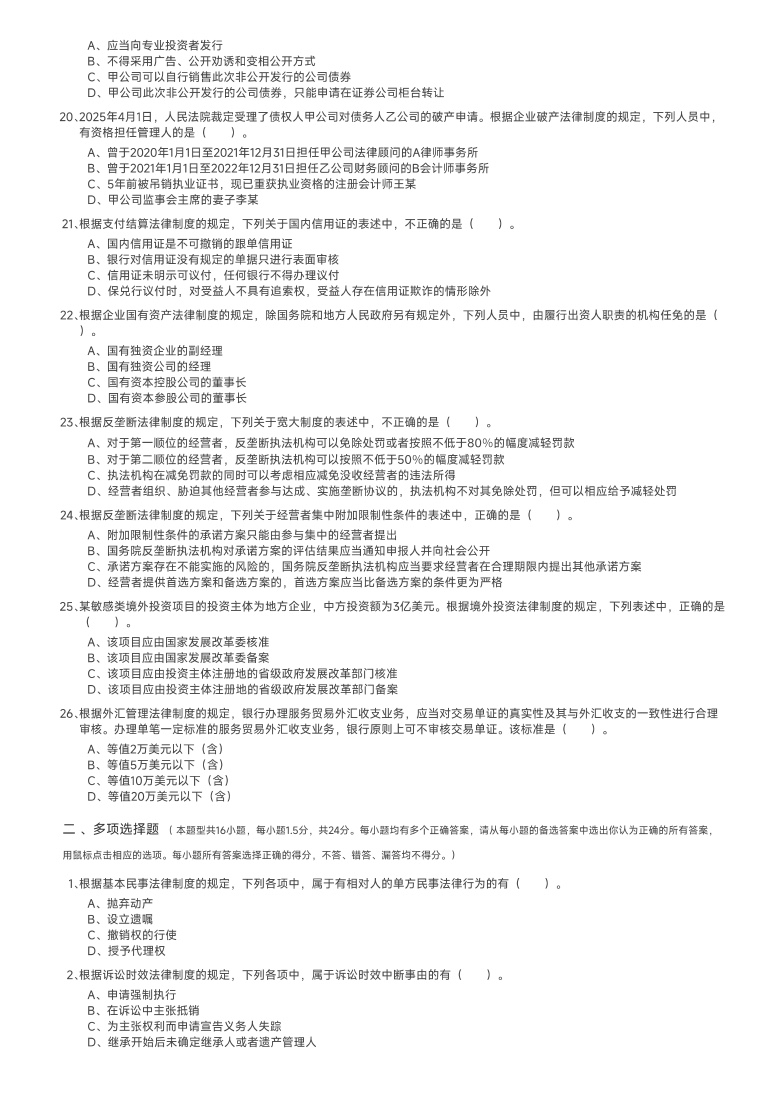 A、应当向专业投资者发行
B、不得采用广告、公开劝诱和变相公开方式
C、甲公司可以自行销售此次非公开发行的公司债券
D、甲公司此次非公开发行的公司债券，只能申请在证券公司柜台转让
20、2025年4月1日，人民法院裁定受理了债权人甲公司对债务人乙公司的破产申请。根据企业破产法律制度的规定，下列人员中，
有资格担任管理人的是（　　）。
A、曾于2020年1月1日至2021年12月31日担任甲公司法律顾问的A律师事务所
B、曾于2021年1月1日至2022年12月31日担任乙公司财务顾问的B会计师事务所
C、5年前被吊销执业证书，现已重获执业资格的注册会计师王某
D、甲公司监事会主席的妻子李某
21、根据支付结算法律制度的规定，下列关于国内信用证的表述中，不正确的是（　　）。
A、国内信用证是不可撤销的跟单信用证
B、银行对信用证没有规定的单据只进行表面审核
C、信用证未明示可议付，任何银行不得办理议付
D、保兑行议付时，对受益人不具有追索权，受益人存在信用证欺诈的情形除外
22、根据企业国有资产法律制度的规定，除国务院和地方人民政府另有规定外，下列人员中，由履行出资人职责的机构任免的是（
）。
A、国有独资企业的副经理
B、国有独资公司的经理
C、国有资本控股公司的董事长
D、国有资本参股公司的董事长
23、根据反垄断法律制度的规定，下列关于宽大制度的表述中，不正确的是（　　）。
A、对于第一顺位的经营者，反垄断执法机构可以免除处罚或者按照不低于80%的幅度减轻罚款
B、对于第二顺位的经营者，反垄断执法机构可以按照不低于50%的幅度减轻罚款
C、执法机构在减免罚款的同时可以考虑相应减免没收经营者的违法所得
D、经营者组织、胁迫其他经营者参与达成、实施垄断协议的，执法机构不对其免除处罚，但可以相应给予减轻处罚
24、根据反垄断法律制度的规定，下列关于经营者集中附加限制性条件的表述中，正确的是（　　）。
A、附加限制性条件的承诺方案只能由参与集中的经营者提出
B、国务院反垄断执法机构对承诺方案的评估结果应当通知申报人并向社会公开
C、承诺方案存在不能实施的风险的，国务院反垄断执法机构应当要求经营者在合理期限内提出其他承诺方案
D、经营者提供首选方案和备选方案的，首选方案应当比备选方案的条件更为严格
25、某敏感类境外投资项目的投资主体为地方企业，中方投资额为3亿美元。根据境外投资法律制度的规定，下列表述中，正确的是
（　　）。
A、该项目应由国家发展改革委核准
B、该项目应由国家发展改革委备案
C、该项目应由投资主体注册地的省级政府发展改革部门核准
D、该项目应由投资主体注册地的省级政府发展改革部门备案
26、根据外汇管理法律制度的规定，银行办理服务贸易外汇收支业务，应当对交易单证的真实性及其与外汇收支的一致性进行合理
审核。办理单笔一定标准的服务贸易外汇收支业务，银行原则上可不审核交易单证。该标准是（　　）。
A、等值2万美元以下（含）
B、等值5万美元以下（含）
C、等值10万美元以下（含）
D、等值20万美元以下（含）
二 、多项选择题 （ 本题型共16小题，每小题1.5分，共24分。每小题均有多个正确答案，请从每小题的备选答案中选出你认为正确的所有答案，
用鼠标点击相应的选项。每小题所有答案选择正确的得分，不答、错答、漏答均不得分。）
1、根据基本民事法律制度的规定，下列各项中，属于有相对人的单方民事法律行为的有（　　）。
A、抛弃动产
B、设立遗嘱
C、撤销权的行使
D、授予代理权
2、根据诉讼时效法律制度的规定，下列各项中，属于诉讼时效中断事由的有（　　）。
A、申请强制执行
B、在诉讼中主张抵销
C、为主张权利而申请宣告义务人失踪
D、继承开始后未确定继承人或者遗产管理人